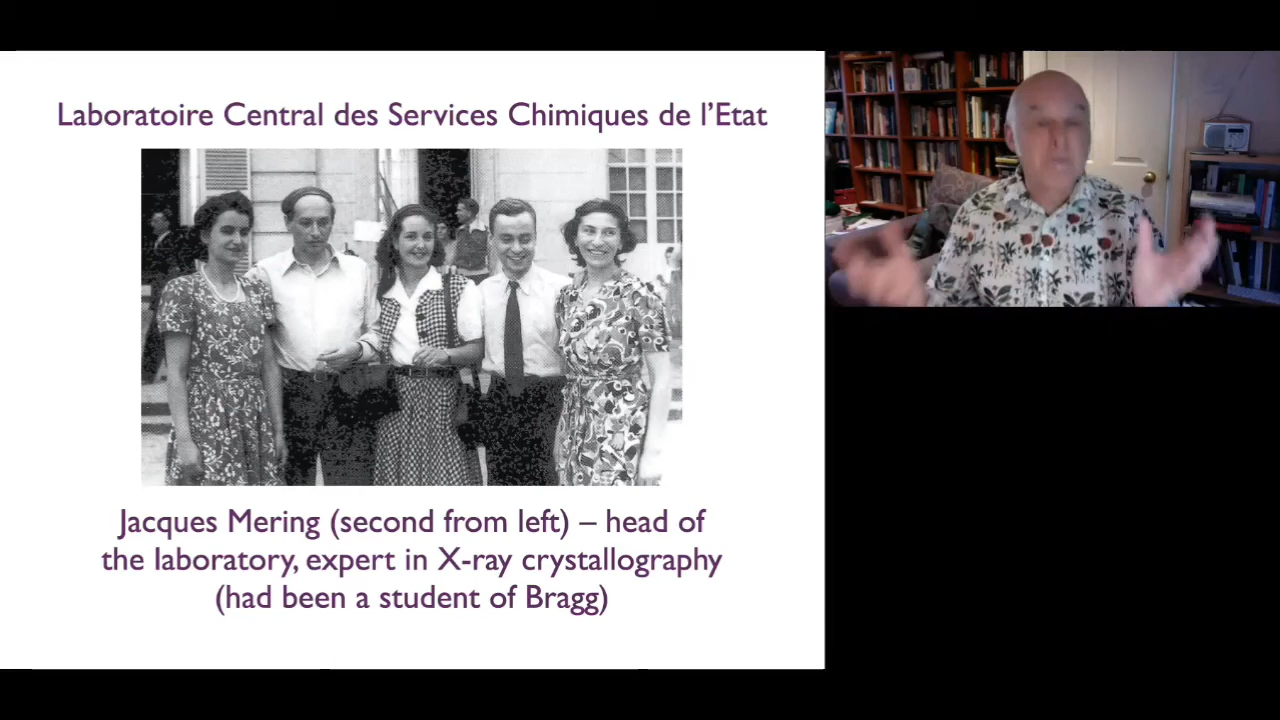 Laboratoire Central des Services Chimiques de l'Etat
Jacques Mering (second from left) – head of
the laboratory, expert in X-ray crystallography
(had been a student of Bragg)